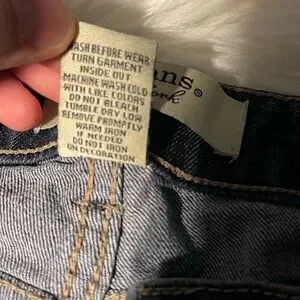 WASH BEFORE WEAR
TURN GARMENT
INSIDE OUT
MACHINE WASH COLD
WITH LIKE COLORS
DO NOT BLEACH
TUMBLE DRY LOW
REMOVE PROMPTLY
WARM IRON
IF NEEDED
DO NOT IRON
ON DECORATION
ans®
ork